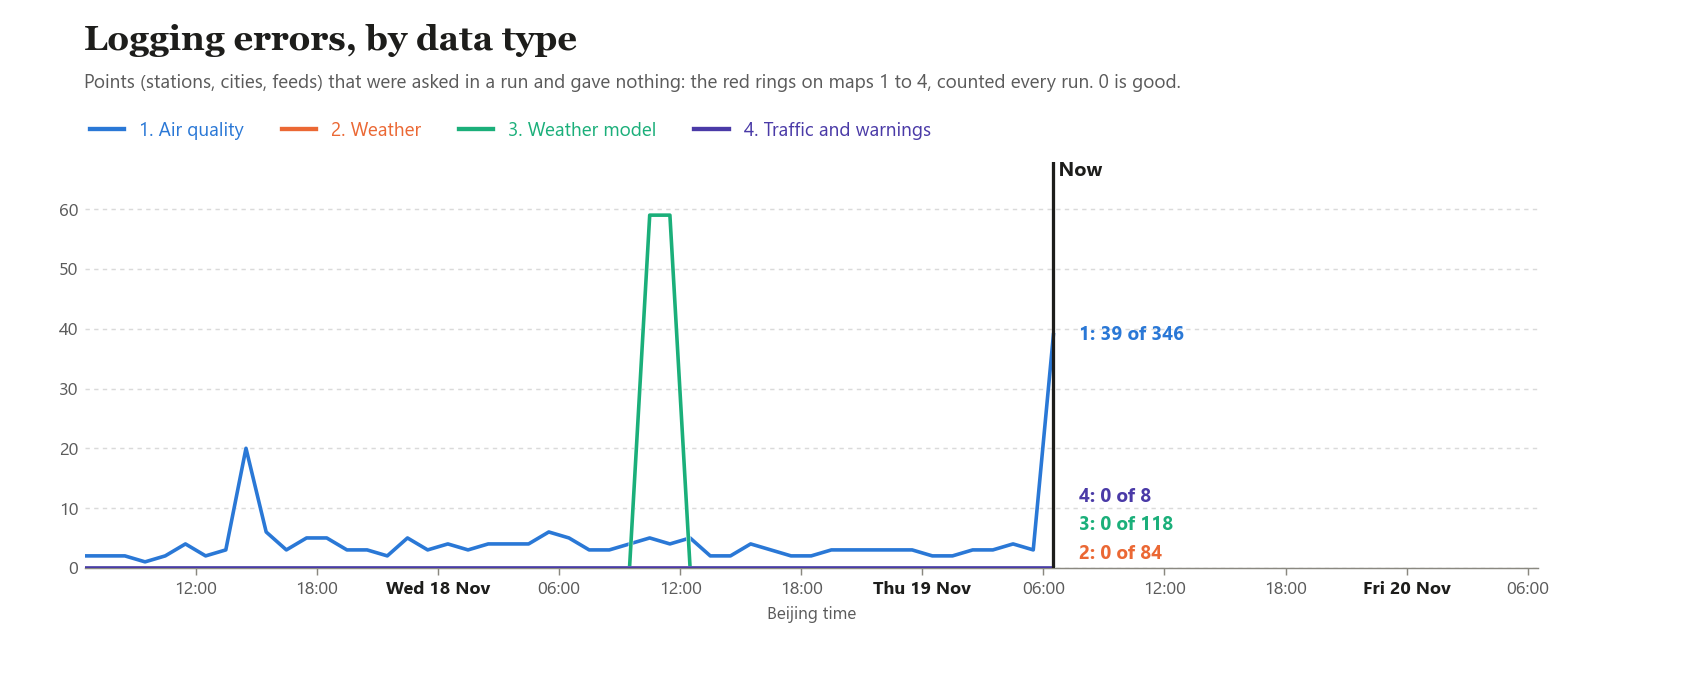 Logging errors, by data type
Points (stations, cities, feeds) that were asked in a run and gave nothing: the red rings on maps 1 to 4, counted every run. 0 is good.
1. Air quality 2. Weather 3. Weather model 4. Traffic and warnings
Now
60
50
40
1: 39 of 346
30
20
10
4: 0 of 8
3: 0 of 118
2: 0 of 84
0
12:00 18:00 Wed 18 Nov 06:00 12:00 18:00 Thu 19 Nov 06:00 12:00 18:00 Fri 20 Nov 06:00
Beijing time